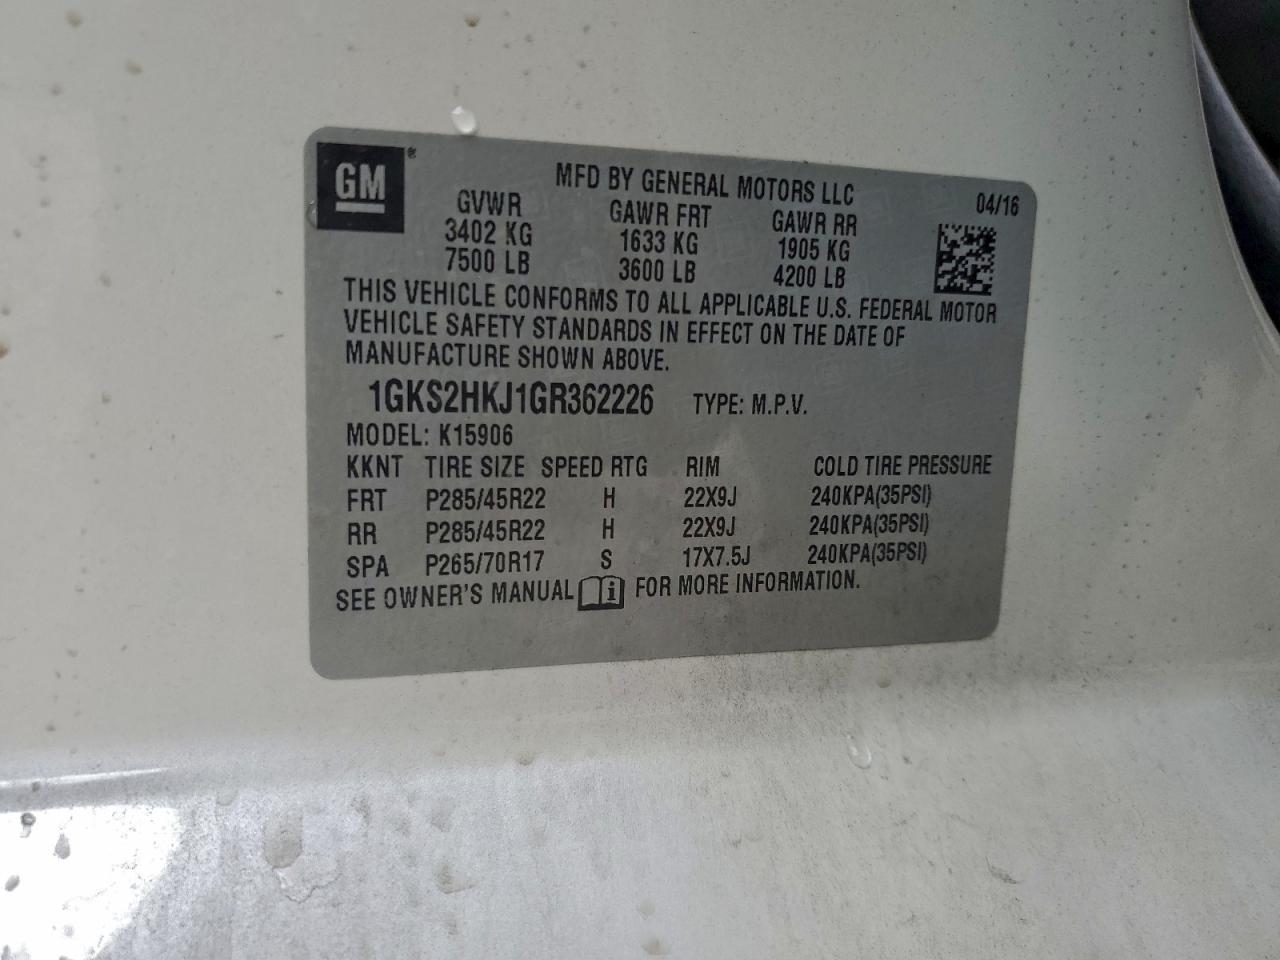 GM®
MFD BY GENERAL MOTORS LLC
04/16
GVWR GAWR FRT GAWR RR
3402 KG 1633 KG 1905 KG
7500 LB 3600 LB 4200 LB
THIS VEHICLE CONFORMS TO ALL APPLICABLE U.S. FEDERAL MOTOR
VEHICLE SAFETY STANDARDS IN EFFECT ON THE DATE OF
MANUFACTURE SHOWN ABOVE.
1GKS2HKJ1GR362226 TYPE: M.P.V.
MODEL: K15906
KKNT TIRE SIZE SPEED RTG RIM COLD TIRE PRESSURE
FRT P285/45R22 H 22X9J 240KPA(35PSI)
RR P285/45R22 H 22X9J 240KPA(35PSI)
SPA P265/70R17 S 17X7.5J 240KPA(35PSI)
SEE OWNER'S MANUAL i FOR MORE INFORMATION.